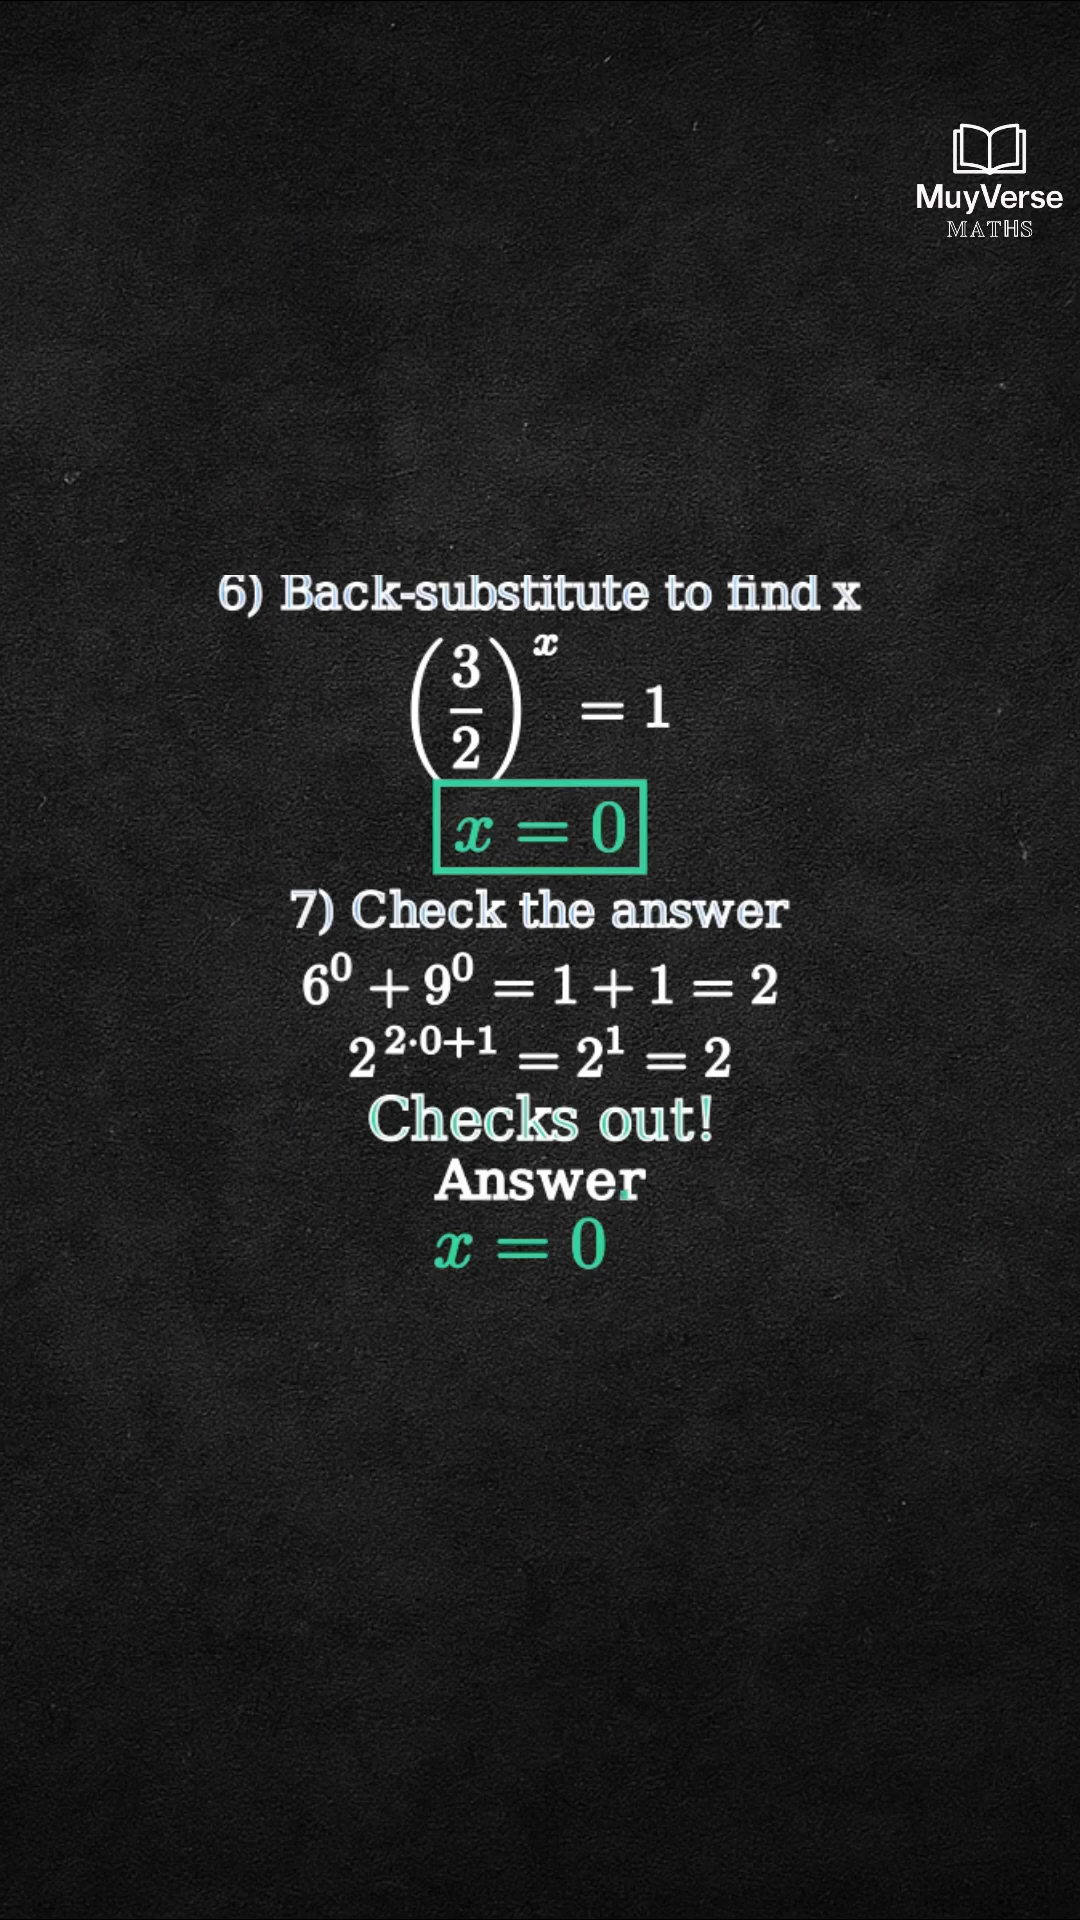 MuyVerse
MATHS
6) Back-substitute to find x
(3/2)^x = 1
x = 0
7) Check the answer
6^0 + 9^0 = 1 + 1 = 2
2^{2·0+1} = 2^1 = 2
Checks out!
Answer
x = 0